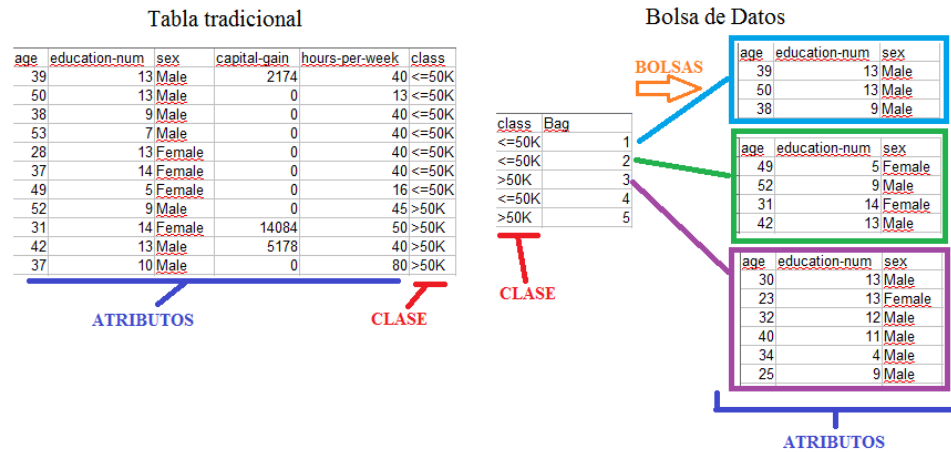 Tabla tradicional
age education-num sex capital-gain hours-per-week class
39 13 Male 2174 40 <=50K
50 13 Male 0 13 <=50K
38 9 Male 0 40 <=50K
53 7 Male 0 40 <=50K
28 13 Female 0 40 <=50K
37 14 Female 0 40 <=50K
49 5 Female 0 16 <=50K
52 9 Male 0 45 >50K
31 14 Female 14084 50 >50K
42 13 Male 5178 40 >50K
37 10 Male 0 80 >50K
ATRIBUTOS
CLASE
Bolsa de Datos
BOLSAS
class Bag
<=50K 1
<=50K 2
>50K 3
<=50K 4
>50K 5
CLASE
age education-num sex
39 13 Male
50 13 Male
38 9 Male
age education-num sex
49 5 Female
52 9 Male
31 14 Female
42 13 Male
age education-num sex
30 13 Male
23 13 Female
32 12 Male
40 11 Male
34 4 Male
25 9 Male
ATRIBUTOS